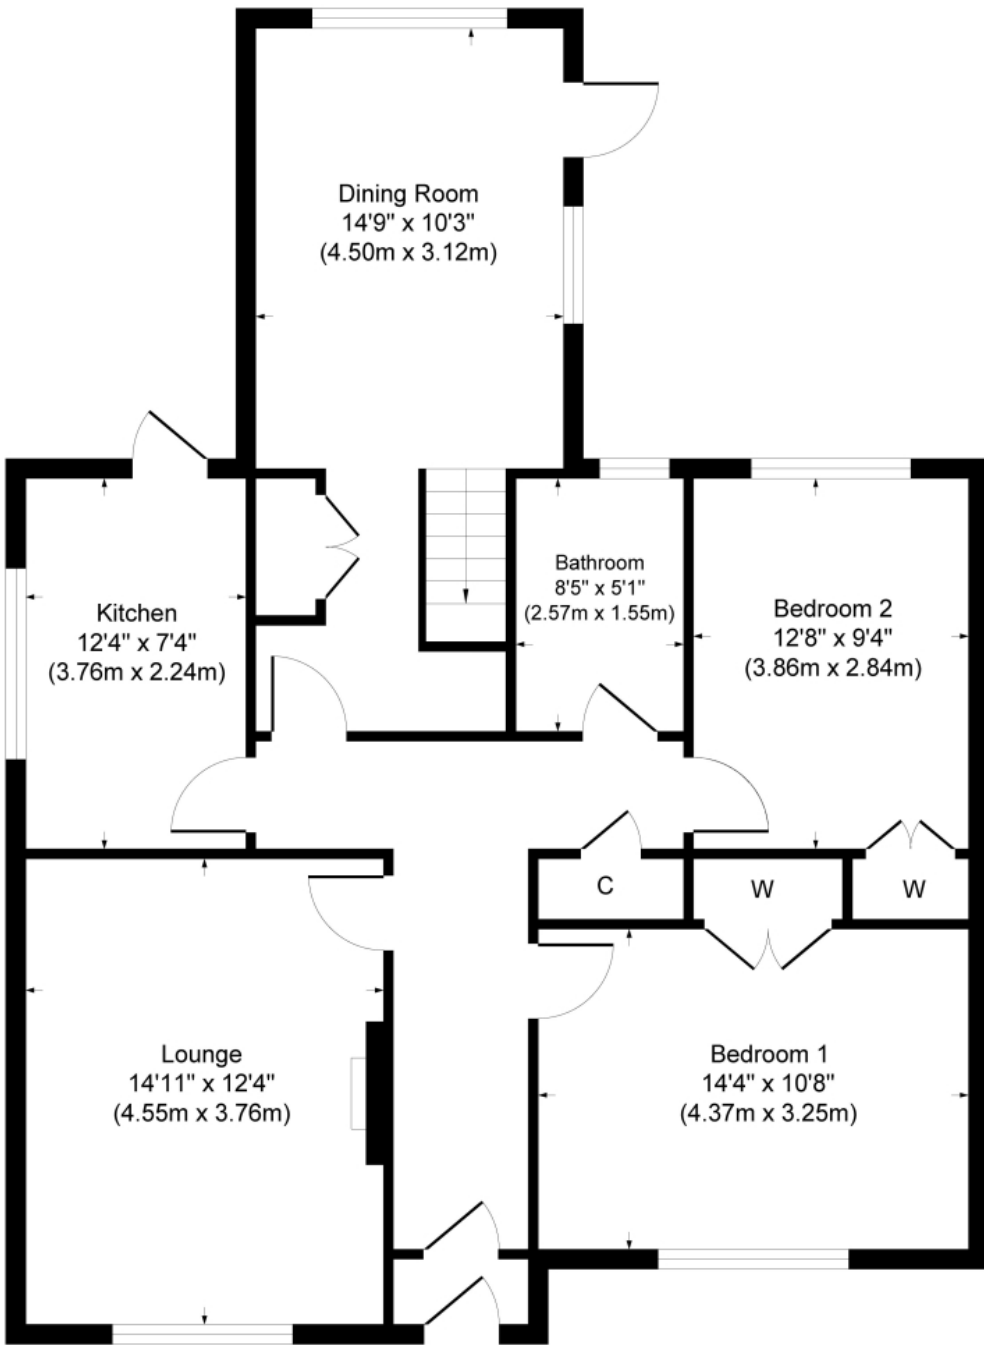 Dining Room
14'9" x 10'3"
(4.50m x 3.12m)
Kitchen
12'4" x 7'4"
(3.76m x 2.24m)
Bathroom
8'5" x 5'1"
(2.57m x 1.55m)
Bedroom 2
12'8" x 9'4"
(3.86m x 2.84m)
C
W
W
Lounge
14'11" x 12'4"
(4.55m x 3.76m)
Bedroom 1
14'4" x 10'8"
(4.37m x 3.25m)